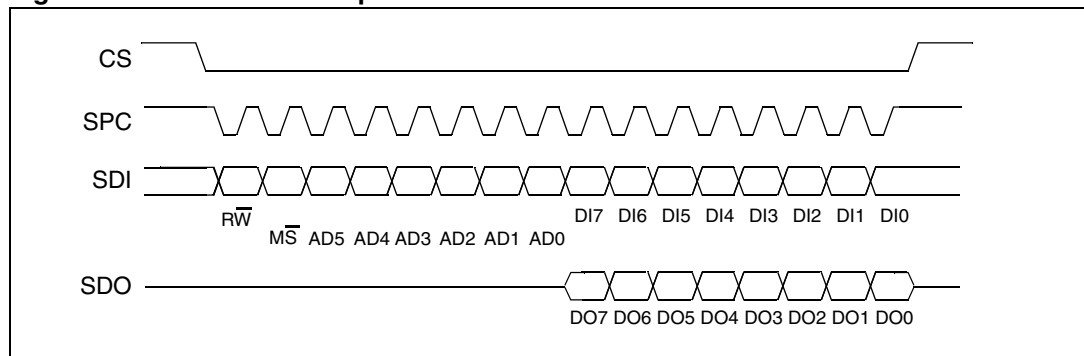 CS
SPC
SDI
RW̅ DI7 DI6 DI5 DI4 DI3 DI2 DI1 DI0
MS̅ AD5 AD4 AD3 AD2 AD1 AD0
SDO
DO7 DO6 DO5 DO4 DO3 DO2 DO1 DO0